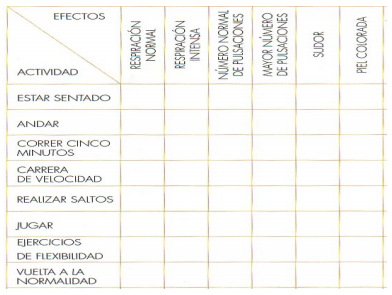 EFECTOS
ACTIVIDAD
RESPIRACIÓN
NORMAL
RESPIRACIÓN
INTENSA
NÚMERO NORMAL
DE PULSACIONES
MAYOR NÚMERO
DE PULSACIONES
SUDOR
PIEL COLORADA
ESTAR SENTADO
ANDAR
CORRER CINCO
MINUTOS
CARRERA
DE VELOCIDAD
REALIZAR SALTOS
JUGAR
EJERCICIOS
DE FLEXIBILIDAD
VUELTA A LA
NORMALIDAD